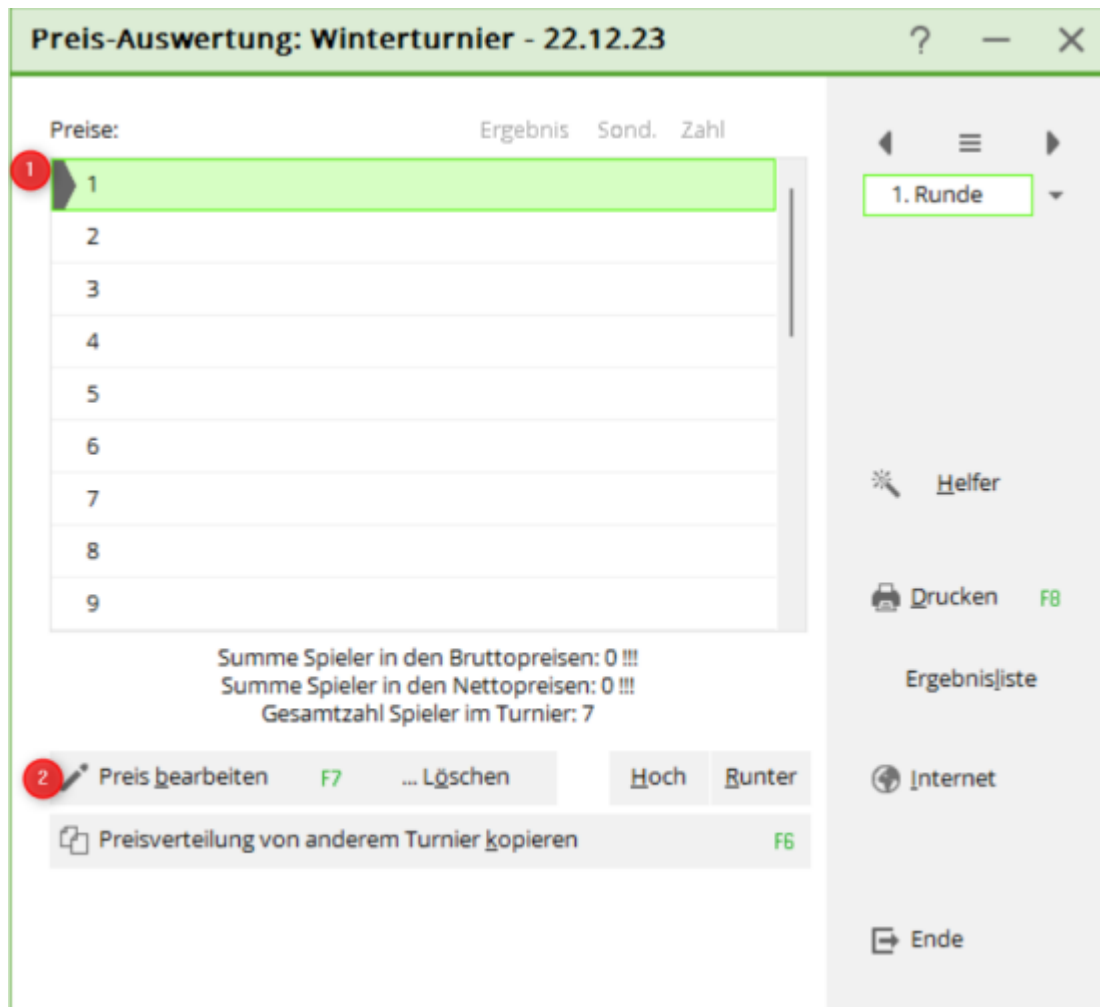 Preis-Auswertung: Winterturnier - 22.12.23 ?
Preise: Ergebnis Sond. Zahl
1
1
2
3
4
5
6
7
8
9
Summe Spieler in den Bruttopreisen: 0 !!!
Summe Spieler in den Nettopreisen: 0 !!!
Gesamtzahl Spieler im Turnier: 7
2 Preis bearbeiten F7 ... Löschen Hoch Runter
Preisverteilung von anderem Turnier kopieren F6
1. Runde
Helfer
Drucken F8
Ergebnisliste
Internet
Ende